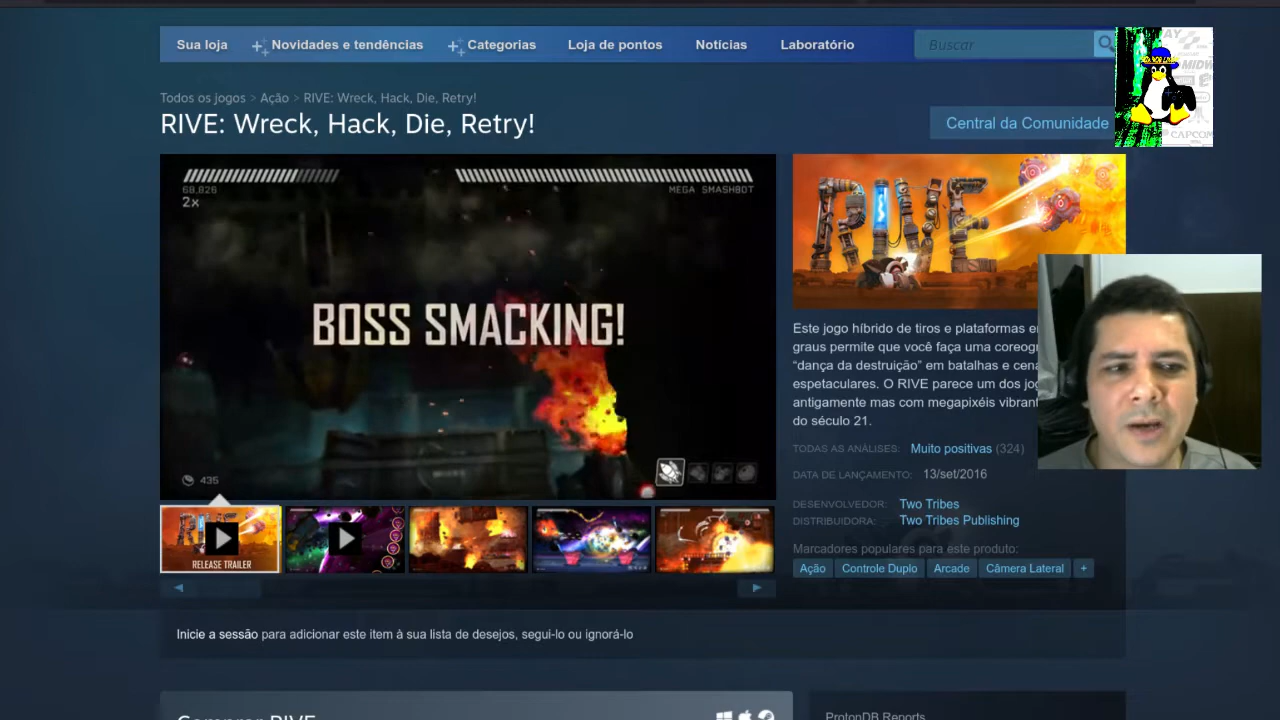 Sua loja
Novidades e tendências
Categorias
Loja de pontos
Notícias
Laboratório
Buscar
MIDW
CAPCOM
Todos os jogos > Ação > RIVE: Wreck, Hack, Die, Retry!
RIVE: Wreck, Hack, Die, Retry!
Central da Comunidade
68,826
MEGA SMASHBOT
2x
BOSS SMACKING!
435
RIVE
Este jogo híbrido de tiros e plataformas
graus permite que você faça uma
“dança da destruição” em batalhas e
espetaculares. O RIVE parece um dos
antigamente mas com megapixéis
do século 21.
TODAS AS ANÁLISES: Muito positivas (324)
DATA DE LANÇAMENTO: 13/set/2016
DESENVOLVEDOR: Two Tribes
DISTRIBUIDORA: Two Tribes Publishing
Marcadores populares para este produto:
Ação
Controle Duplo
Arcade
Câmera Lateral
+
RELEASE TRAILER
Inicie a sessão para adicionar este item à sua lista de desejos, segui-lo ou ignorá-lo
Comprar RIVE
ProtonDB Reports